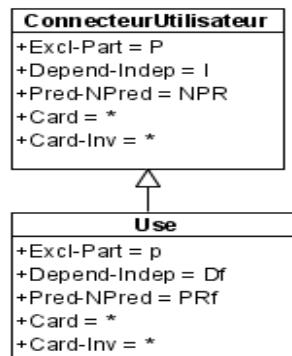 ConnecteurUtilisateur
+Excl-Part = P
+Depend-Indep = I
+Pred-NPred = NPR
+Card = *
+Card-Inv = *
Use
+Excl-Part = p
+Depend-Indep = Df
+Pred-NPred = PRf
+Card = *
+Card-Inv = *